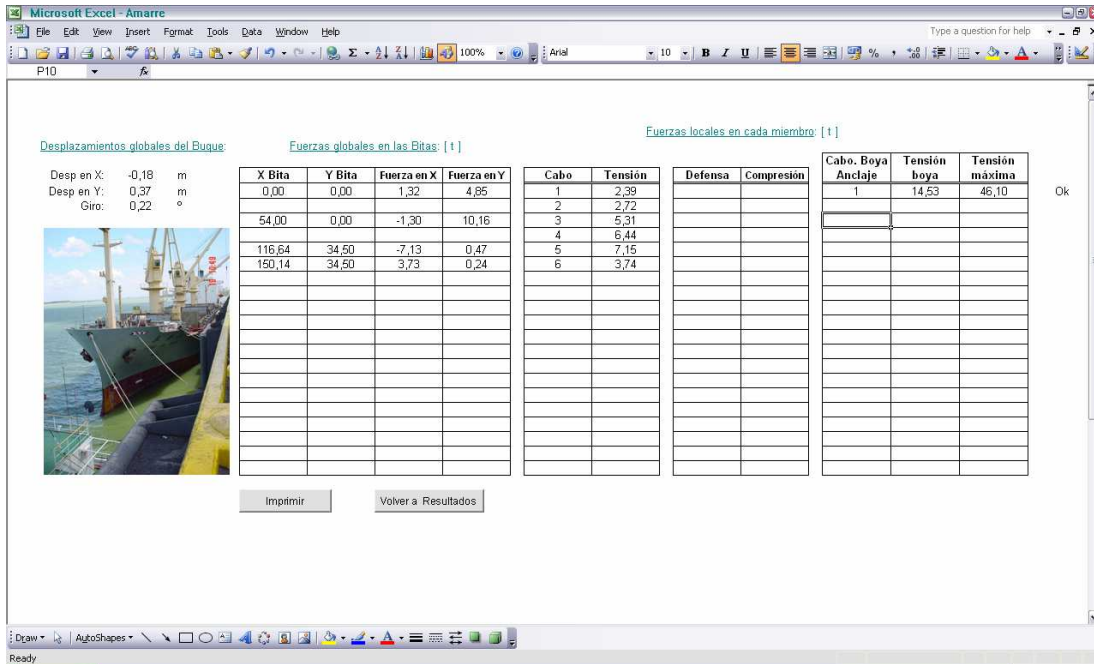 Microsoft Excel - Amarre
File Edit View Insert Format Tools Data Window Help Type a question for help
100% Arial 10 B I U
P10 fx
Fuerzas locales en cada miembro: [ t ]
Desplazamientos globales del Buque: Fuerzas globales en las Bitas: [ t ]
Desp en X: -0,18 m
Desp en Y: 0,37 m
Giro: 0,22 °
X Bita Y Bita Fuerza en X Fuerza en Y
0,00 0,00 1,32 4,85
54,00 0,00 -1,30 10,16
116,64 34,50 -7,13 0,47
150,14 34,50 3,73 0,24
Cabo Tensión
1 2,39
2 2,72
3 5,31
4 6,44
5 7,15
6 3,74
Defensa Compresión
Cabo. Boya Anclaje Tensión boya Tensión máxima
1 14,53 46,10 Ok
Imprimir Volver a Resultados
Draw AutoShapes
Ready